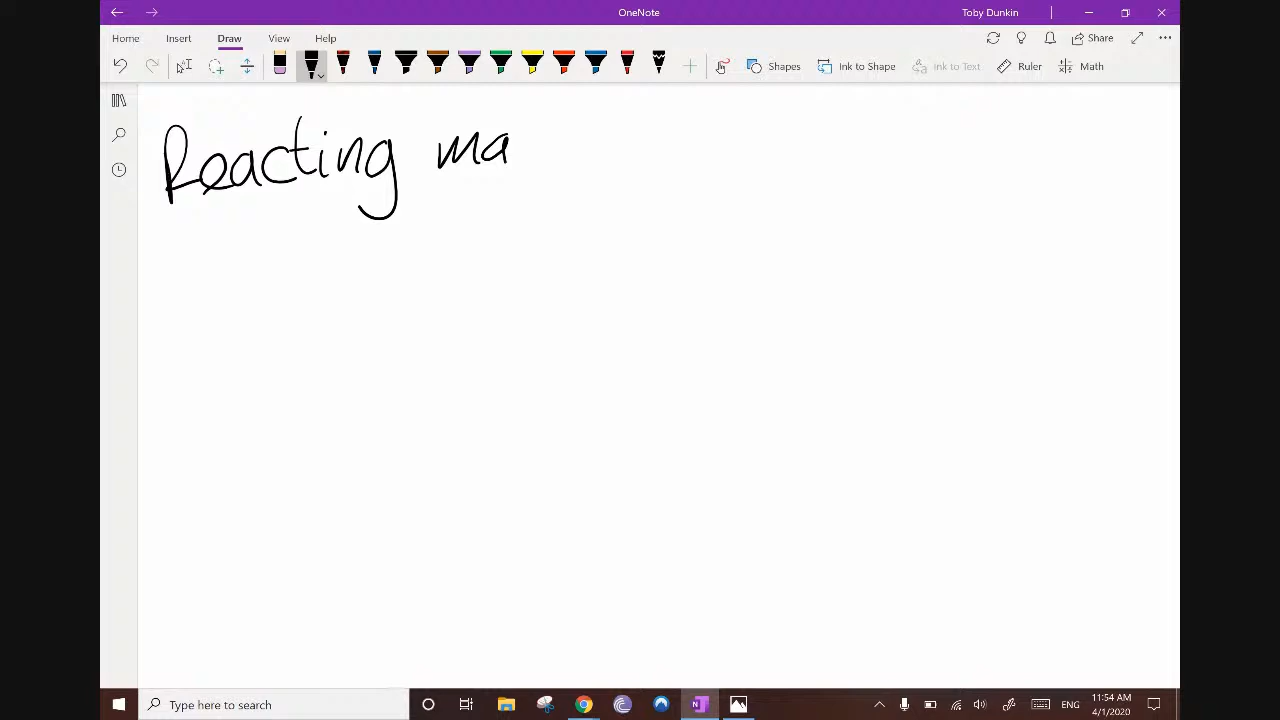 OneNote
Toby Dunkin
Home Insert Draw View Help
Share
Shapes Ink to Shape Ink to Text Ruler Math
Reacting ma
Type here to search
N
ENG
11:54 AM
4/1/2020